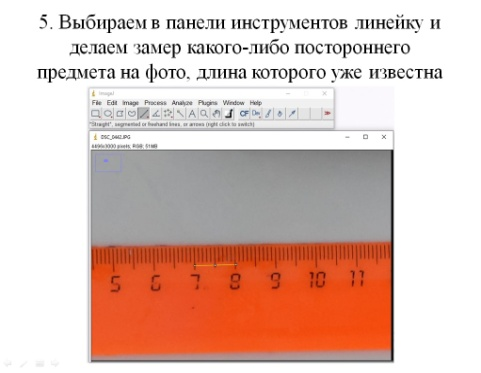 5. Выбираем в панели инструментов линейку и
делаем замер какого-либо постороннего
предмета на фото, длина которого уже известна
ImageJ
File Edit Image Process Analyze Plugins Window Help
A CF Dev
*Straight*, segmented or freehand lines, or arrows (right click to switch)
DSC_0442.JPG
4496x3000 pixels; RGB; 51MB
5 6 7 8 9 10 11